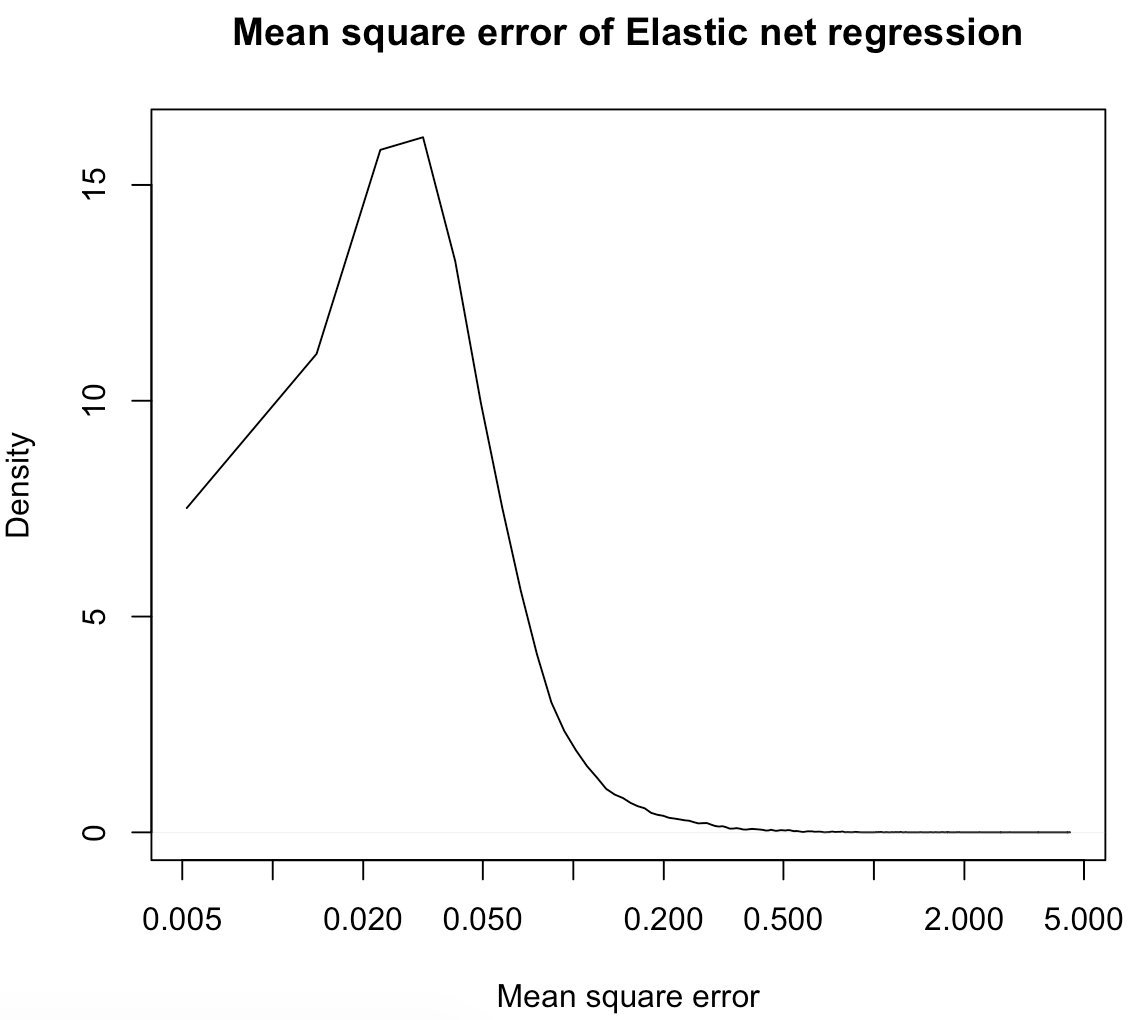 Mean square error of Elastic net regression
Density
15
10
5
0
0.005 0.020 0.050 0.200 0.500 2.000 5.000
Mean square error